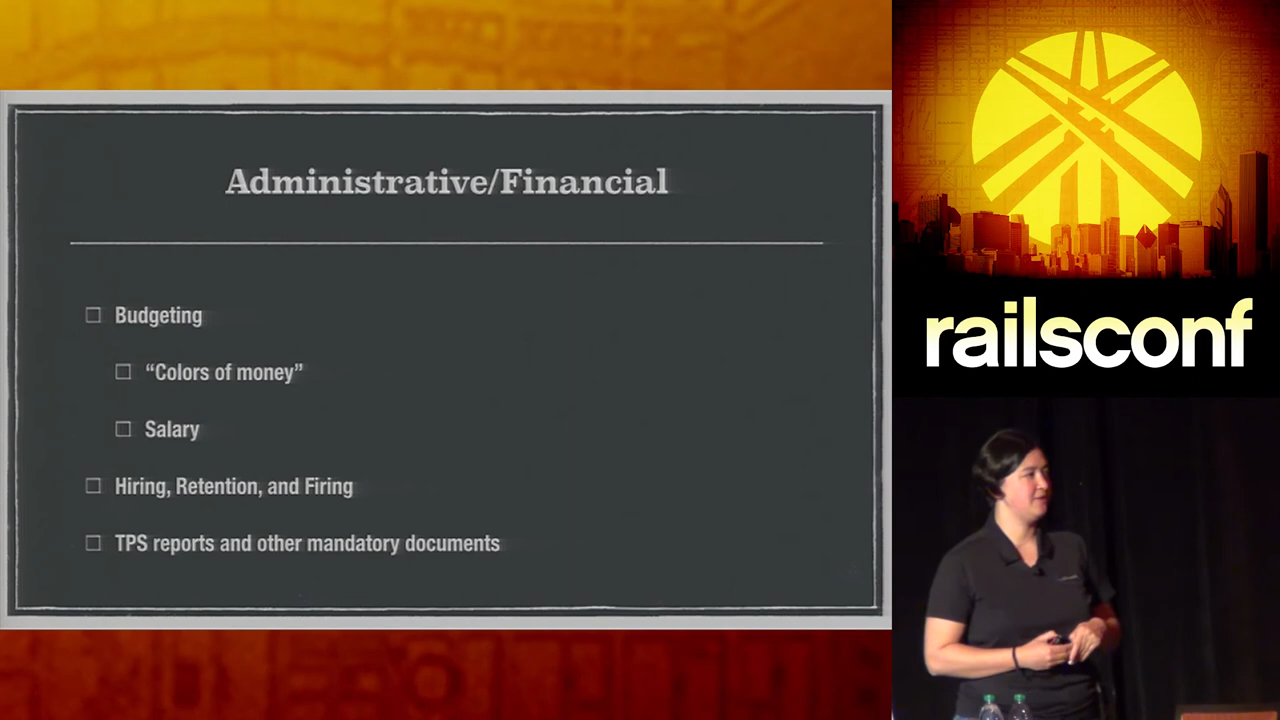 Administrative/Financial
Budgeting
“Colors of money”
Salary
Hiring, Retention, and Firing
TPS reports and other mandatory documents
railsconf